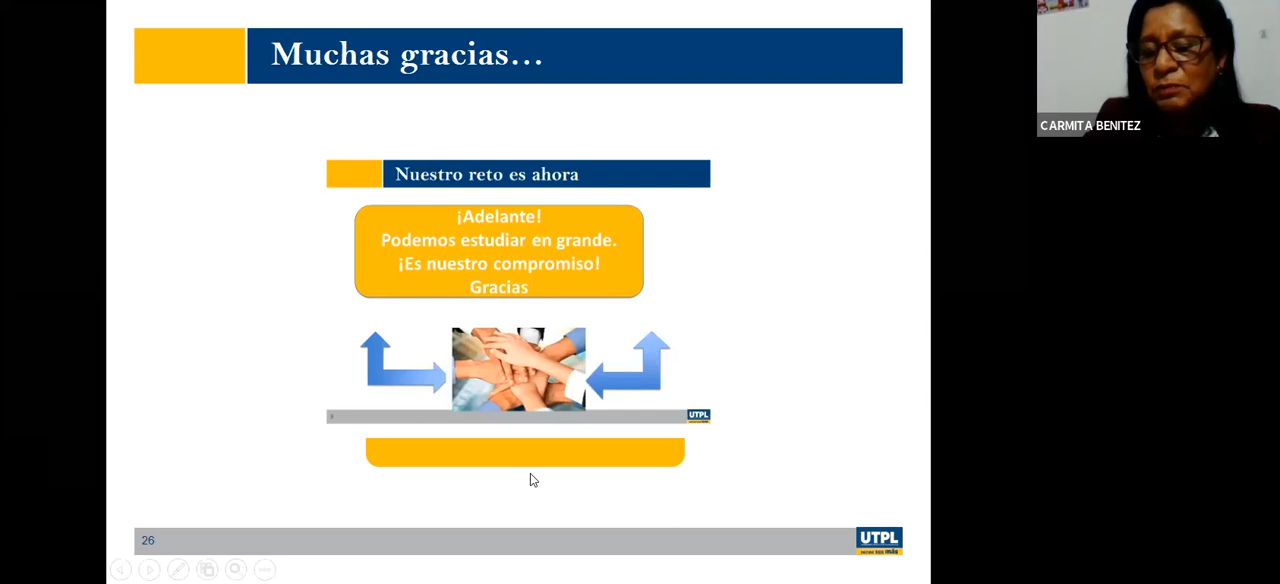 Muchas gracias...
CARMITA BENITEZ
Nuestro reto es ahora
¡Adelante!
Podemos estudiar en grande.
¡Es nuestro compromiso!
Gracias
UTPL
26
UTPL